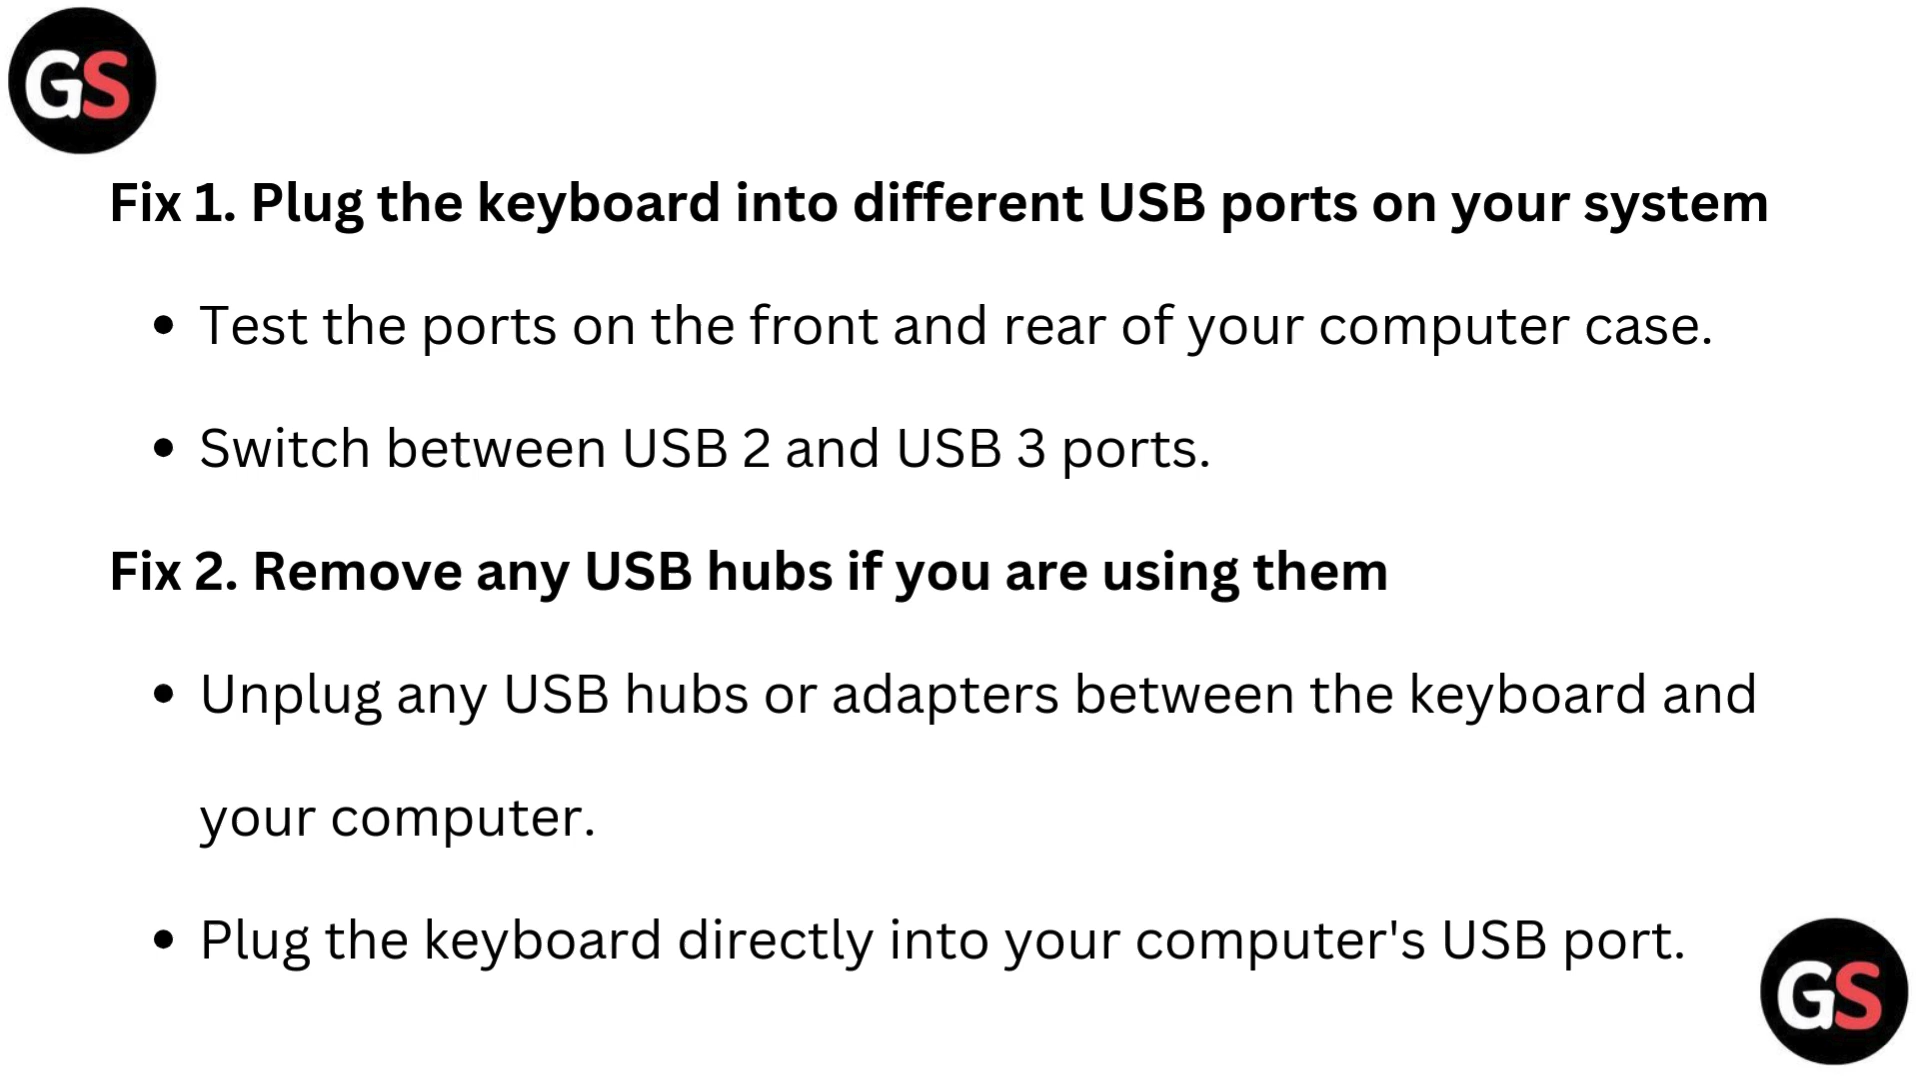 GS
Fix 1. Plug the keyboard into different USB ports on your system
• Test the ports on the front and rear of your computer case.
• Switch between USB 2 and USB 3 ports.
Fix 2. Remove any USB hubs if you are using them
• Unplug any USB hubs or adapters between the keyboard and
your computer.
• Plug the keyboard directly into your computer's USB port.
GS